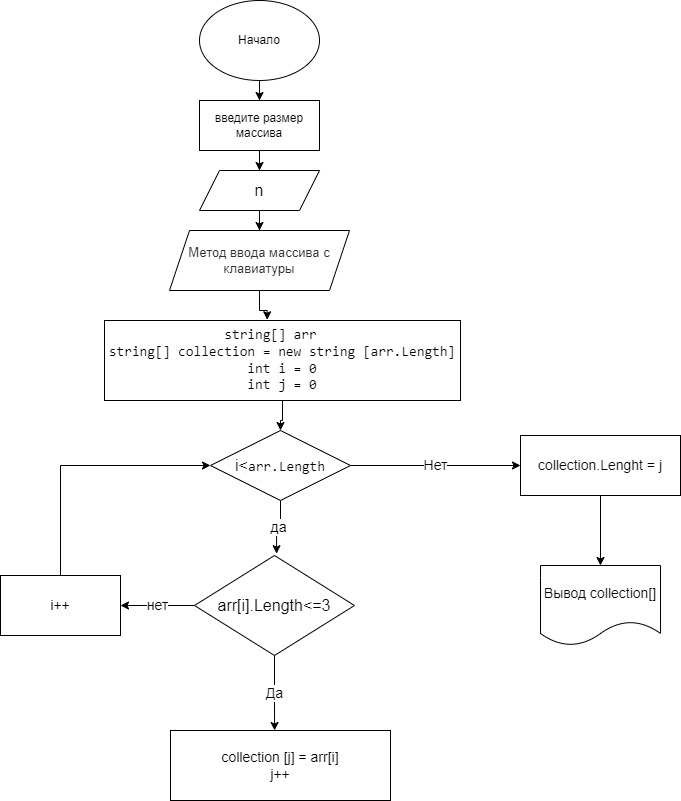 Начало
введите размер
массива
n
Метод ввода массива с
клавиатуры
string[] arr
string[] collection = new string [arr.Length]
int i = 0
int j = 0
i<arr.Length
Нет
collection.Lenght = j
да
Вывод collection[]
i++
нет
arr[i].Length<=3
Да
collection [j] = arr[i]
j++